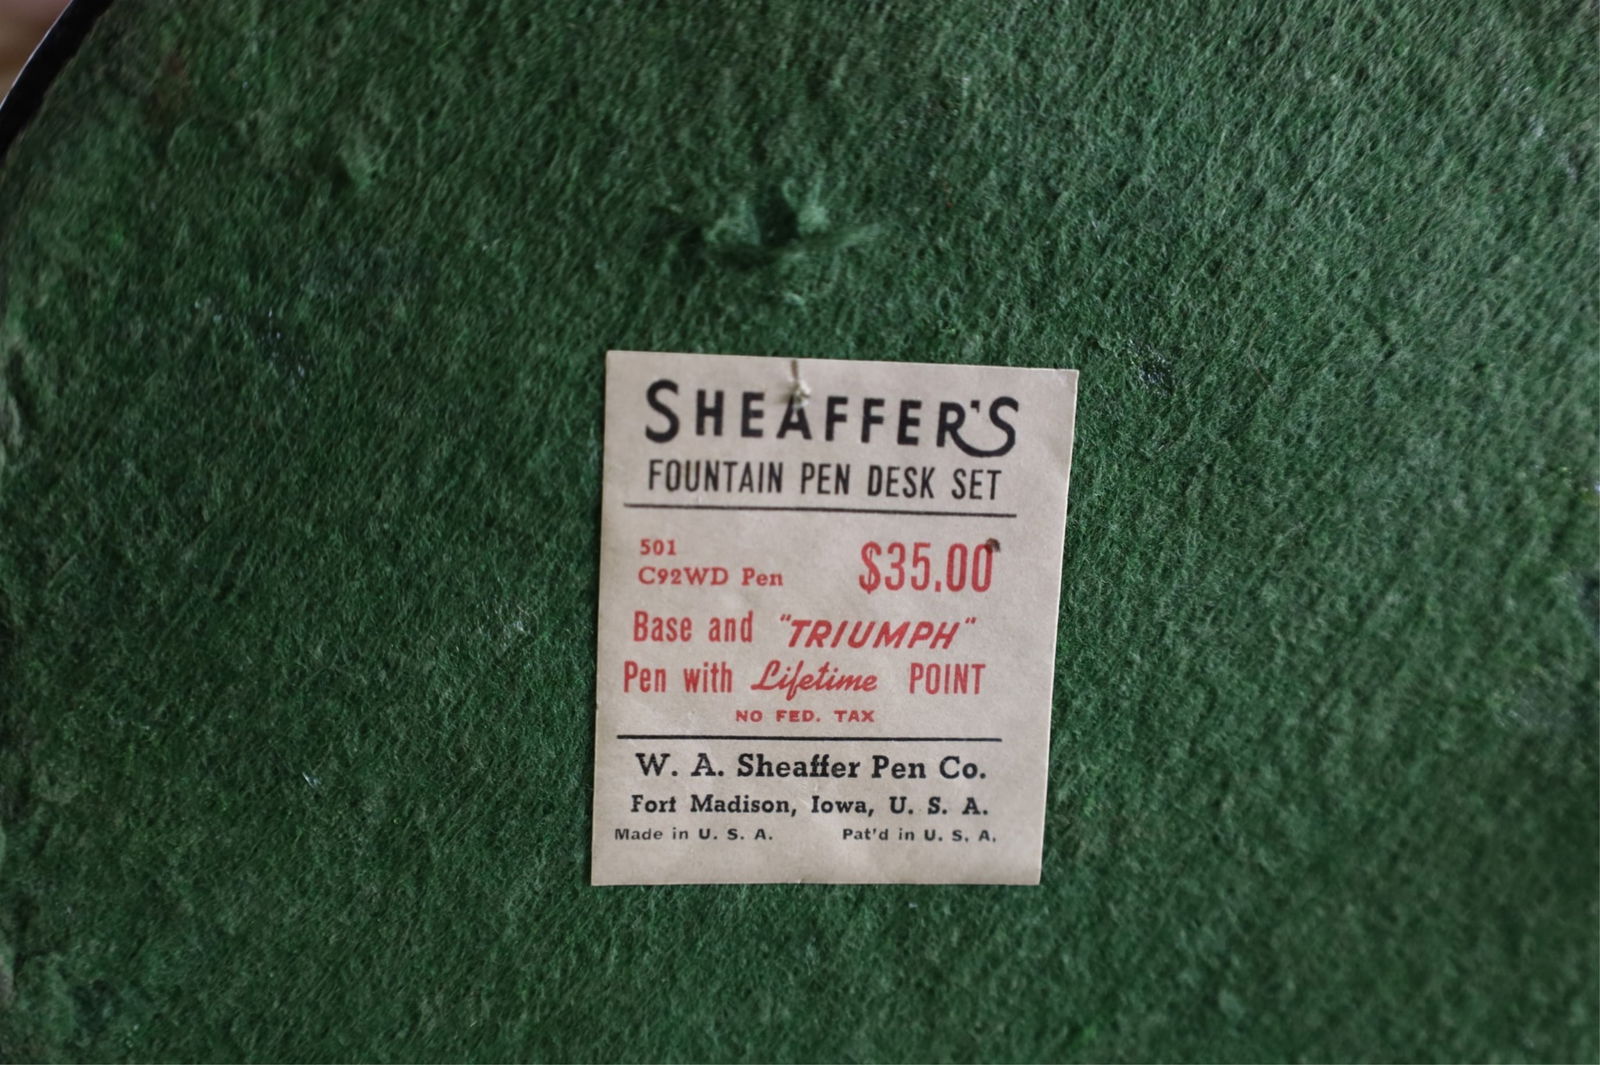 SHEAFFER'S
FOUNTAIN PEN DESK SET
501
C92WD Pen $35.00
Base and "TRIUMPH"
Pen with Lifetime POINT
NO FED. TAX
W. A. Sheaffer Pen Co.
Fort Madison, Iowa, U. S. A.
Made in U. S. A. Pat'd in U. S. A.